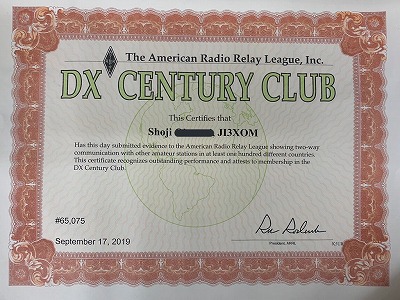 The American Radio Relay League, Inc.
DX CENTURY CLUB
This Certifies that
Shoji JI3XOM
Has this day submitted evidence to the American Radio Relay League showing two-way
communication with other amateur stations in at least one hundred different countries.
This certificate recognizes outstanding performance and attests to membership in the
DX Century Club.
#65,075
September 17, 2019
President, ARRL